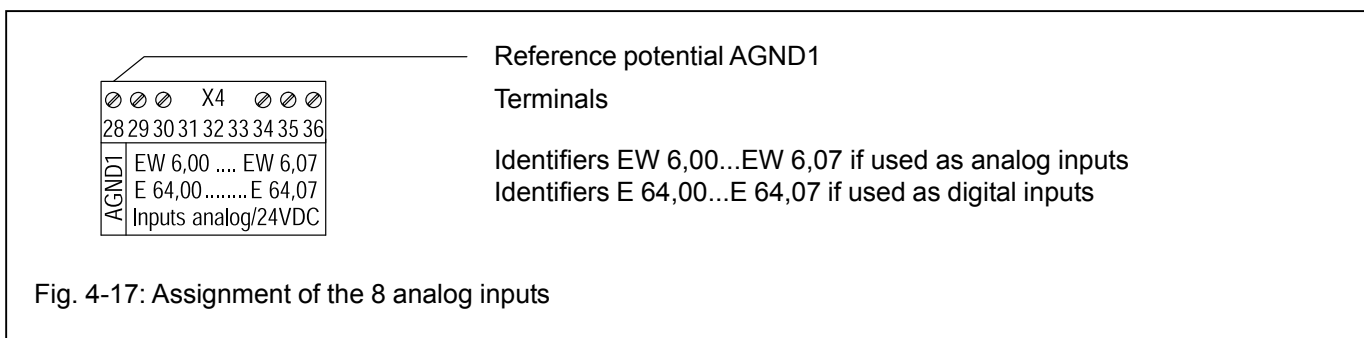 Reference potential AGND1
X4
Terminals
28 29 30 31 32 33 34 35 36
AGND1
EW 6,00 .... EW 6,07
E 64,00........E 64,07
Inputs analog/24VDC
Identifiers EW 6,00...EW 6,07 if used as analog inputs
Identifiers E 64,00...E 64,07 if used as digital inputs
Fig. 4-17: Assignment of the 8 analog inputs